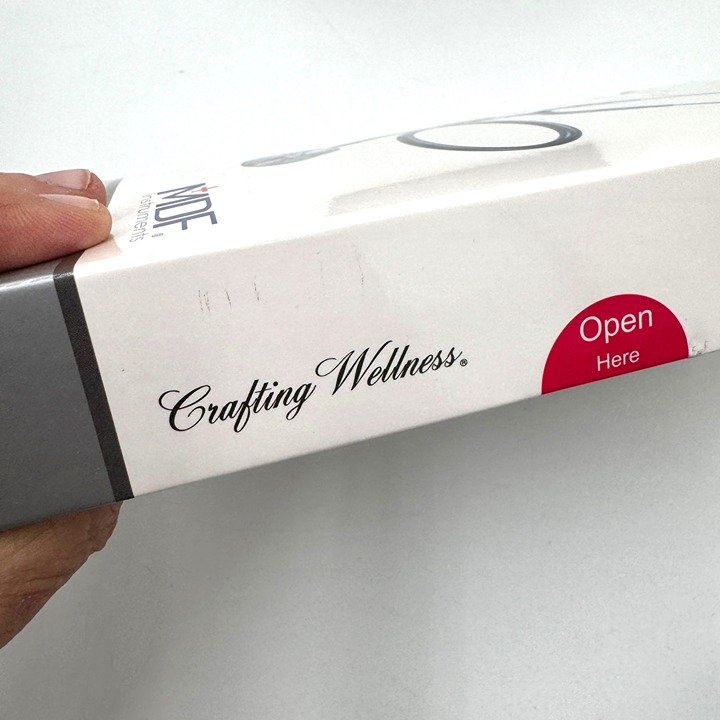 MDF®
instruments
Crafting Wellness®
Open
Here